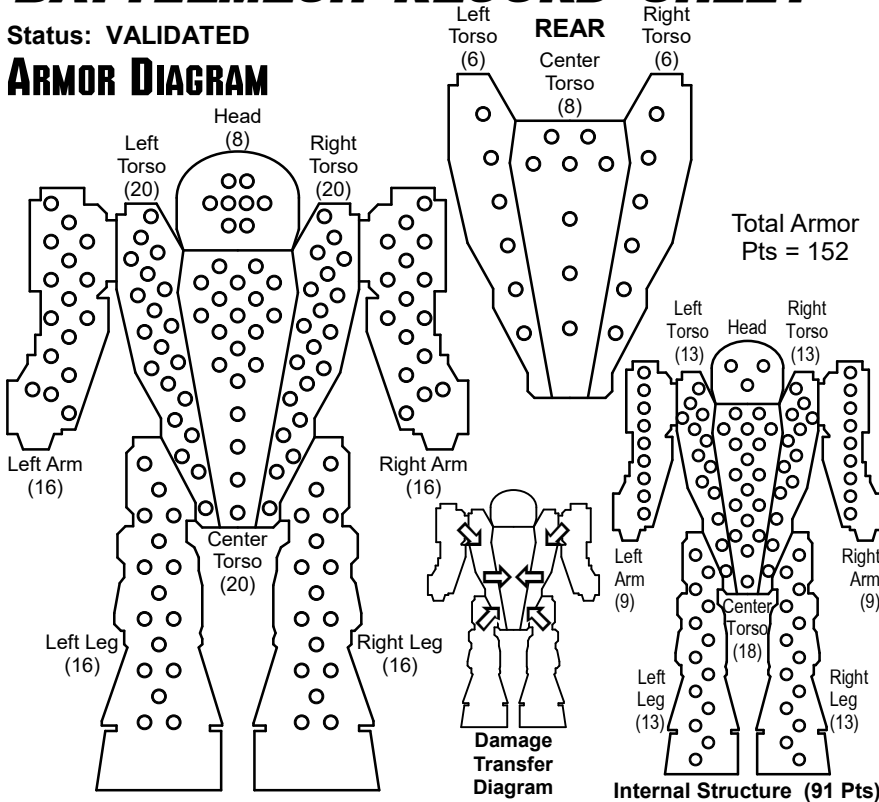 BATTLEMECH RECORD SHEET
Status: VALIDATED
ARMOR DIAGRAM
Left
Torso
(6)
REAR
Right
Torso
(6)
Center
Torso
(8)
Head
(8)
Left
Torso
(20)
Right
Torso
(20)
Total Armor
Pts = 152
Left Arm
(16)
Right Arm
(16)
Center
Torso
(20)
Left Leg
(16)
Right Leg
(16)
Damage
Transfer
Diagram
Left
Torso
(13)
Head
Right
Torso
(13)
Left
Arm
(9)
Right
Arm
(9)
Center
Torso
(18)
Left
Leg
(13)
Right
Leg
(13)
Internal Structure (91 Pts)